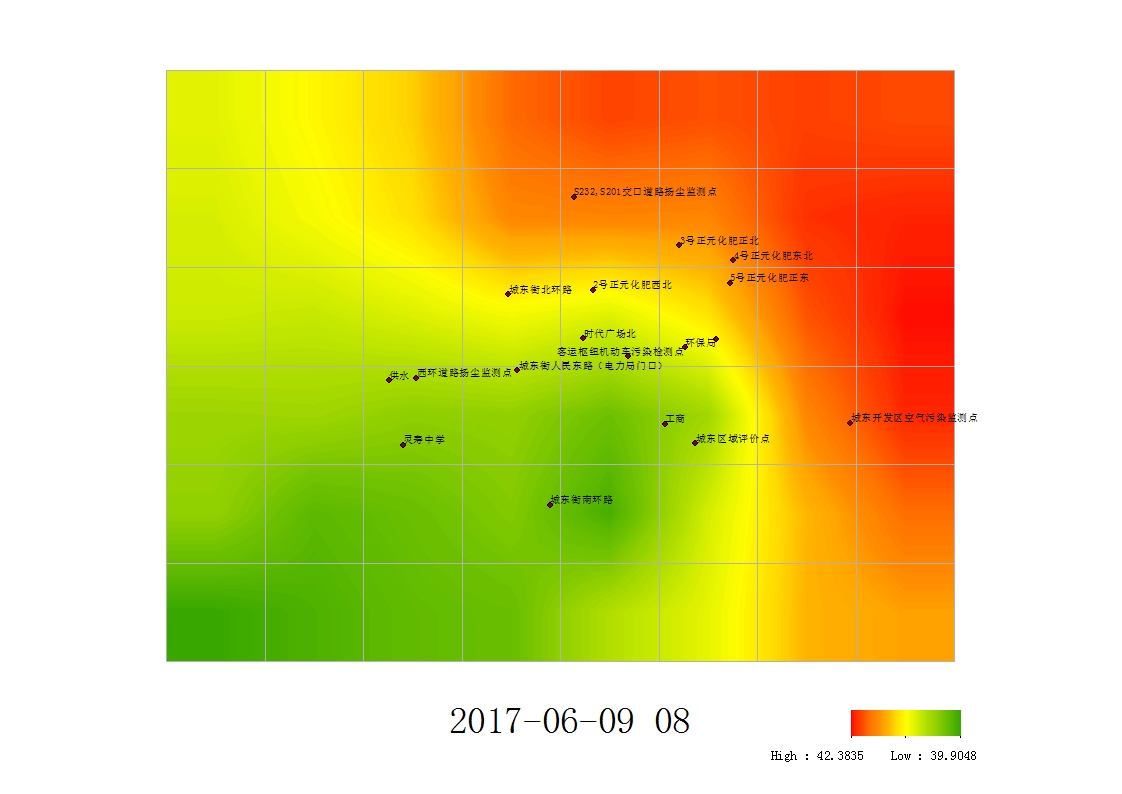 S232,S201交口道路扬尘监测点
3号正元化肥正北
4号正元化肥东北
5号正元化肥正东
城东街北环路
2号正元化肥西北
时代广场北
环保局
客运枢纽机动车污染检测点
城东街人民东路（电力局门口）
供水
西环道路扬尘监测点
工商
城东开发区空气污染监测点
灵寿中学
城东区域评价点
城东街南环路
2017-06-09 08
High : 42.3835
Low : 39.9048